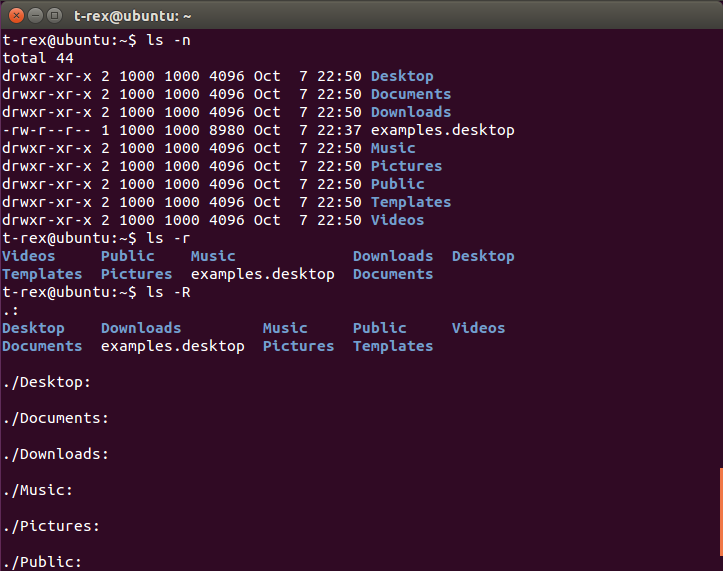 t-rex@ubuntu: ~
t-rex@ubuntu:~$ ls -n
total 44
drwxr-xr-x 2 1000 1000 4096 Oct  7 22:50 Desktop
drwxr-xr-x 2 1000 1000 4096 Oct  7 22:50 Documents
drwxr-xr-x 2 1000 1000 4096 Oct  7 22:50 Downloads
-rw-r--r-- 1 1000 1000 8980 Oct  7 22:37 examples.desktop
drwxr-xr-x 2 1000 1000 4096 Oct  7 22:50 Music
drwxr-xr-x 2 1000 1000 4096 Oct  7 22:50 Pictures
drwxr-xr-x 2 1000 1000 4096 Oct  7 22:50 Public
drwxr-xr-x 2 1000 1000 4096 Oct  7 22:50 Templates
drwxr-xr-x 2 1000 1000 4096 Oct  7 22:50 Videos
t-rex@ubuntu:~$ ls -r
Videos     Public    Music             Downloads  Desktop
Templates  Pictures  examples.desktop  Documents
t-rex@ubuntu:~$ ls -R
.:
Desktop    Downloads         Music     Public     Videos
Documents  examples.desktop  Pictures  Templates

./Desktop:

./Documents:

./Downloads:

./Music:

./Pictures:

./Public: